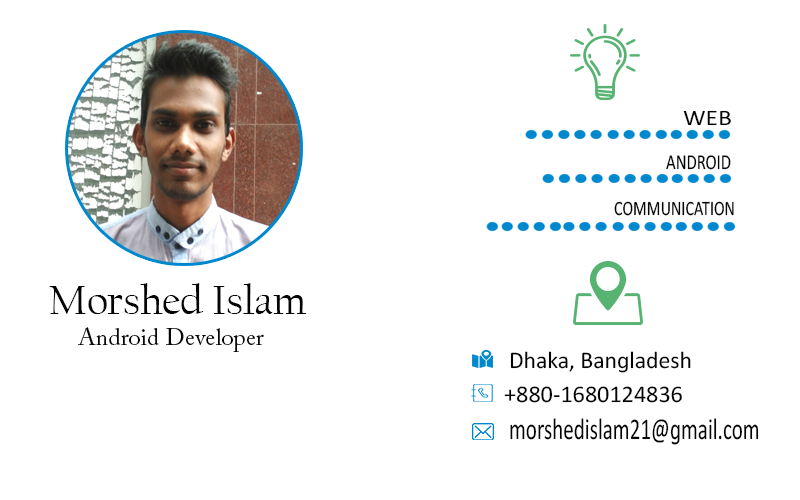 Morshed Islam
Android Developer
WEB
ANDROID
COMMUNICATION
Dhaka, Bangladesh
+880-1680124836
morshedislam21@gmail.com